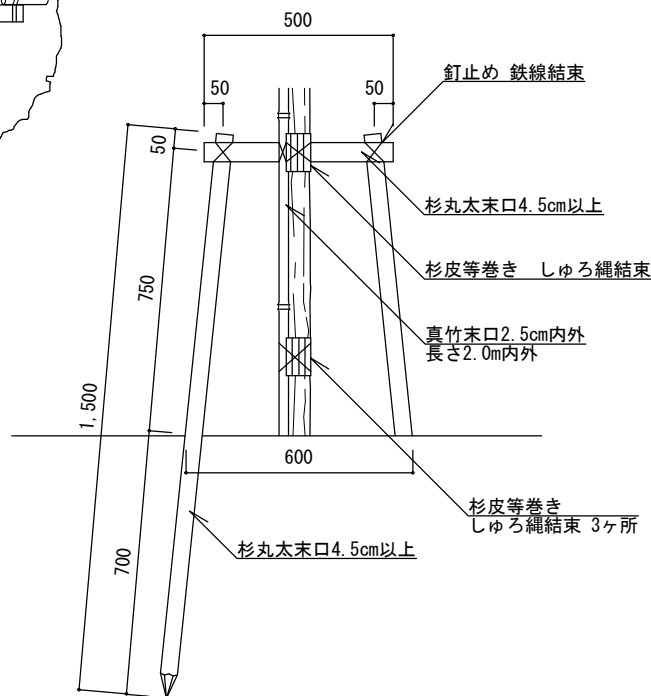 500
釘止め 鉄線結束
50
50
50
杉丸太末口4.5cm以上
杉皮等巻き しゅろ縄結束
750
真竹末口2.5cm内外
長さ2.0m内外
1,500
600
杉皮等巻き
しゅろ縄結束 3ヶ所
杉丸太末口4.5cm以上
700